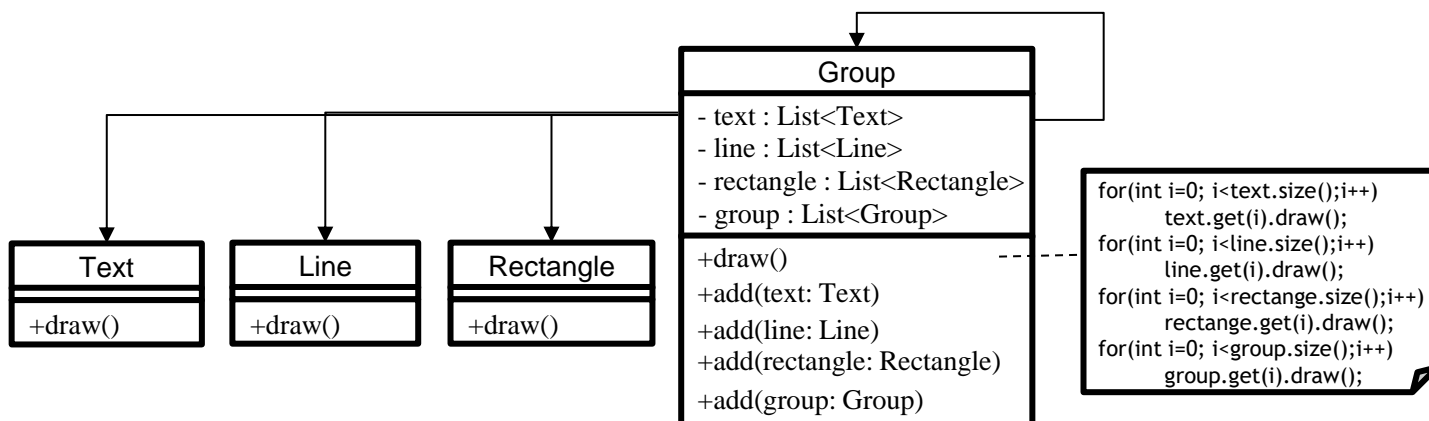 Group
- text : List<Text>
- line : List<Line>
- rectangle : List<Rectangle>
- group : List<Group>
+draw()
+add(text: Text)
+add(line: Line)
+add(rectangle: Rectangle)
+add(group: Group)
Text
+draw()
Line
+draw()
Rectangle
+draw()
for(int i=0; i<text.size();i++)
text.get(i).draw();
for(int i=0; i<line.size();i++)
line.get(i).draw();
for(int i=0; i<rectange.size();i++)
rectange.get(i).draw();
for(int i=0; i<group.size();i++)
group.get(i).draw();